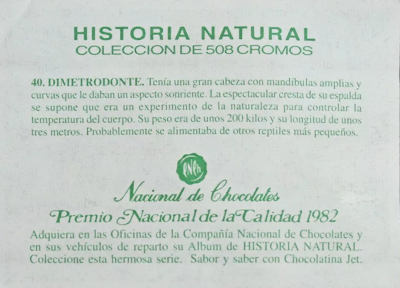 HISTORIA NATURAL
COLECCION DE 508 CROMOS
40. DIMETRODONTE. Tenía una gran cabeza con mandíbulas amplias y
curvas que le daban un aspecto sonriente. La espectacular cresta de su espalda
se supone que era un experimento de la naturaleza para controlar la
temperatura del cuerpo. Su peso era de unos 200 kilos y su longitud de unos
tres metros. Probablemente se alimentaba de otros reptiles más pequeños.
Nacional de Chocolates
Premio Nacional de la Calidad 1982
Adquiera en las Oficinas de la Compañía Nacional de Chocolates y
en sus vehículos de reparto su Album de HISTORIA NATURAL.
Coleccione esta hermosa serie. Sabor y saber con Chocolatina Jet.